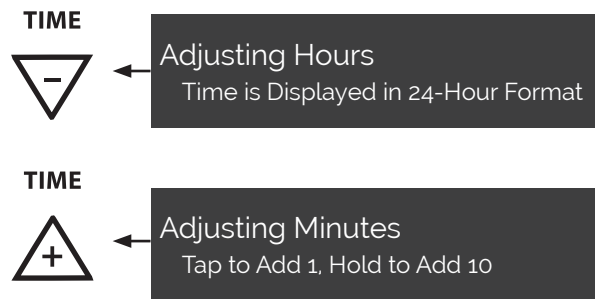 TIME
-
Adjusting Hours
Time is Displayed in 24-Hour Format
TIME
+
Adjusting Minutes
Tap to Add 1, Hold to Add 10